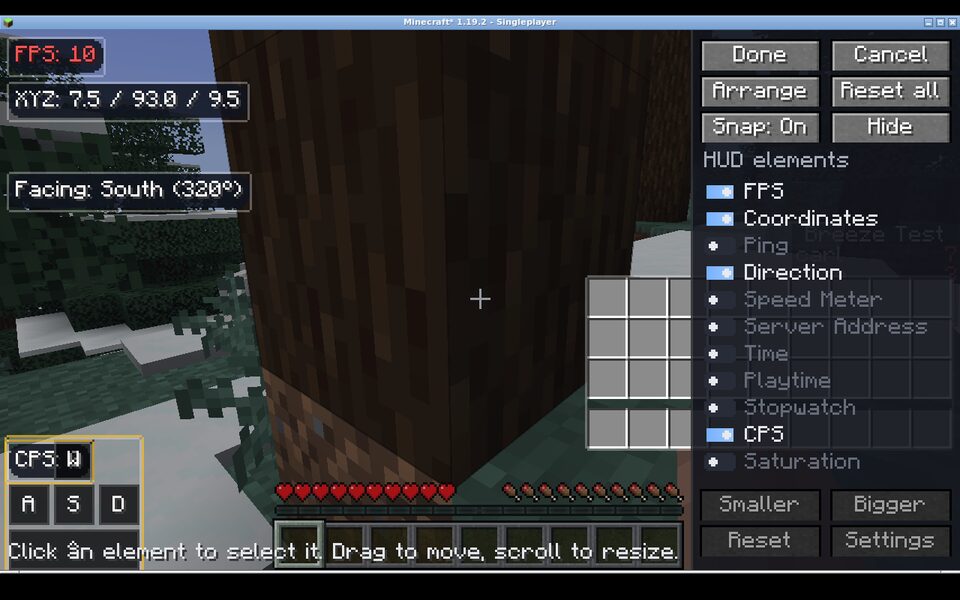 Minecraft* 1.19.2 - Singleplayer
FPS: 10
Done
Cancel
XYZ: 7.5 / 93.0 / 9.5
Arrange
Reset all
Snap: On
Hide
HUD elements
Facing: South (320°)
FPS
Coordinates
Ping
Breeze Test
Direction
Speed Meter
Server Address
Time
Playtime
Stopwatch
CPS
Saturation
CPS: W
A
S
D
Smaller
Bigger
Reset
Settings
Click an element to select it. Drag to move, scroll to resize.